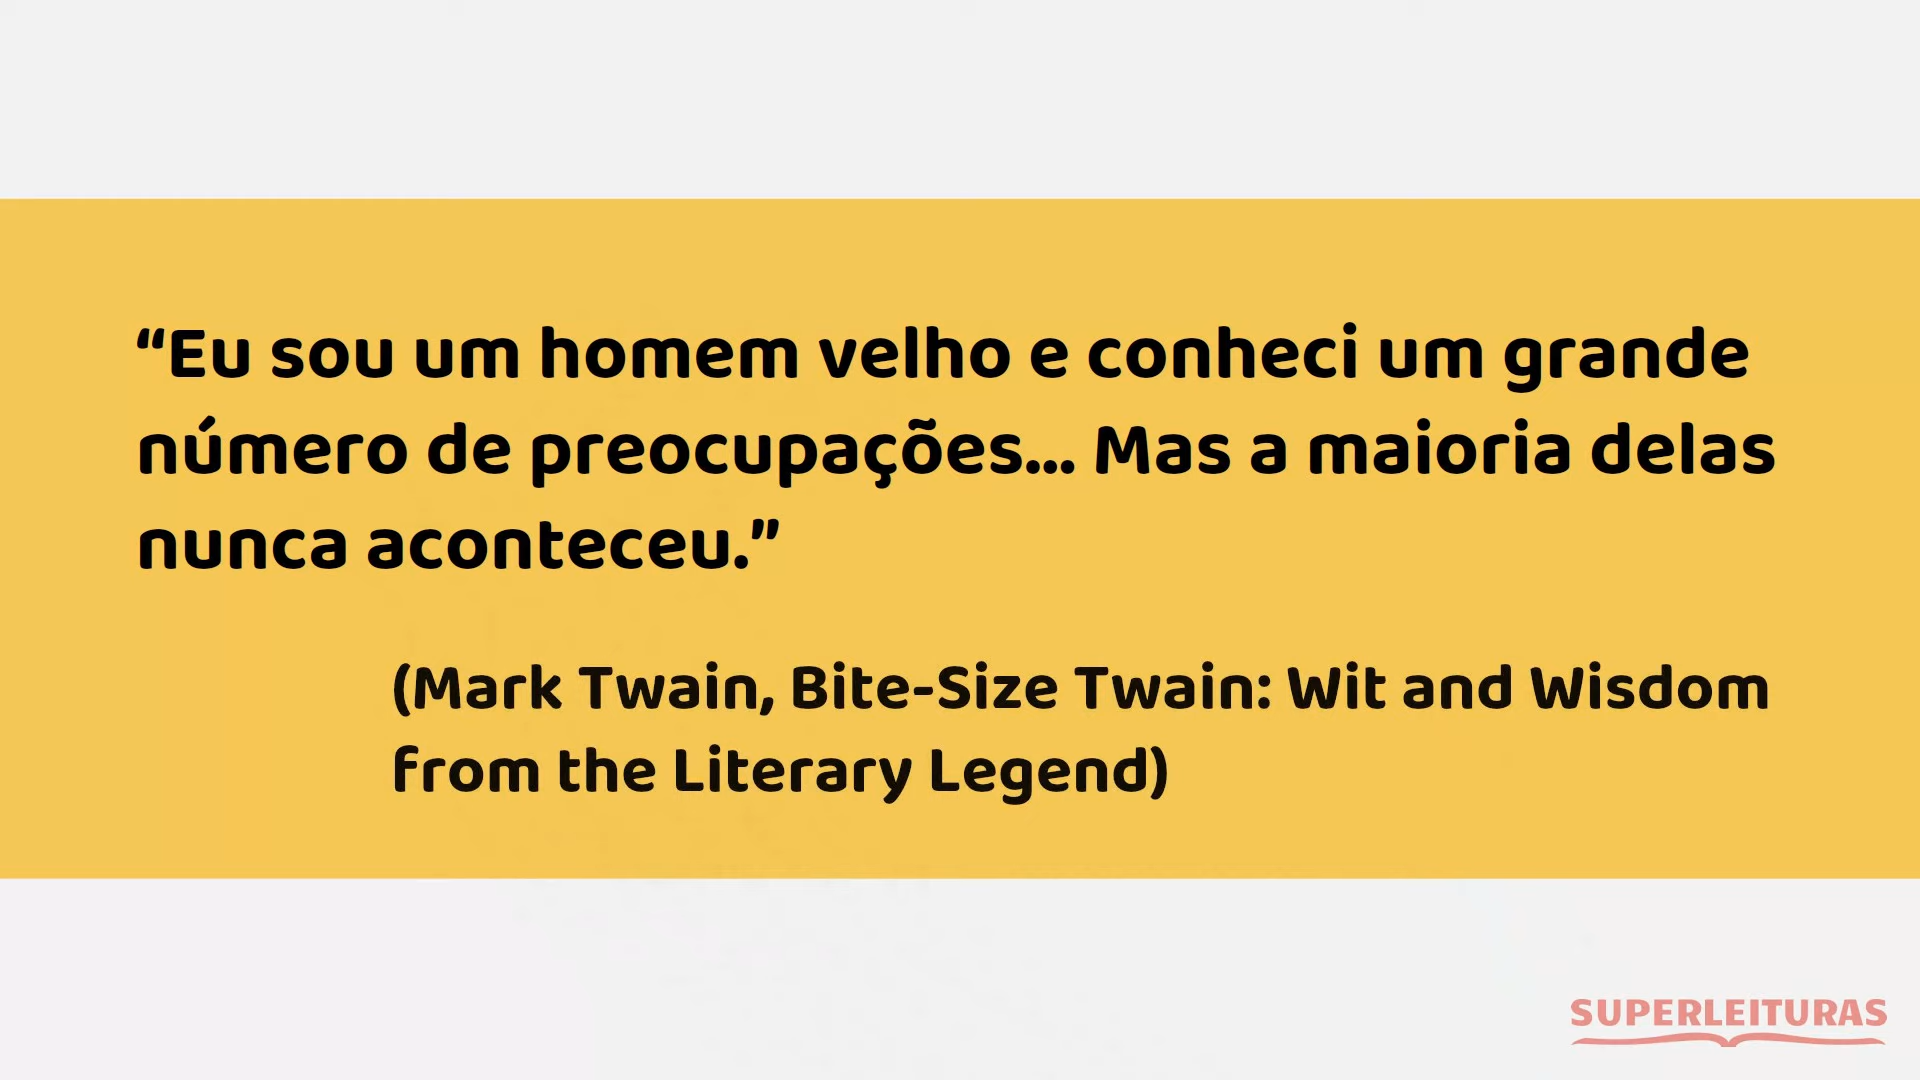 “Eu sou um homem velho e conheci um grande
número de preocupações... Mas a maioria delas
nunca aconteceu.”
(Mark Twain, Bite-Size Twain: Wit and Wisdom
from the Literary Legend)
SUPERLEITURAS